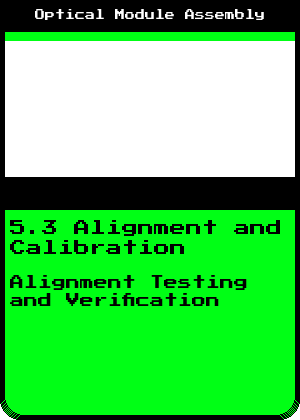 Optical Module Assembly
5.3 Alignment and
Calibration
Alignment Testing
and Verification